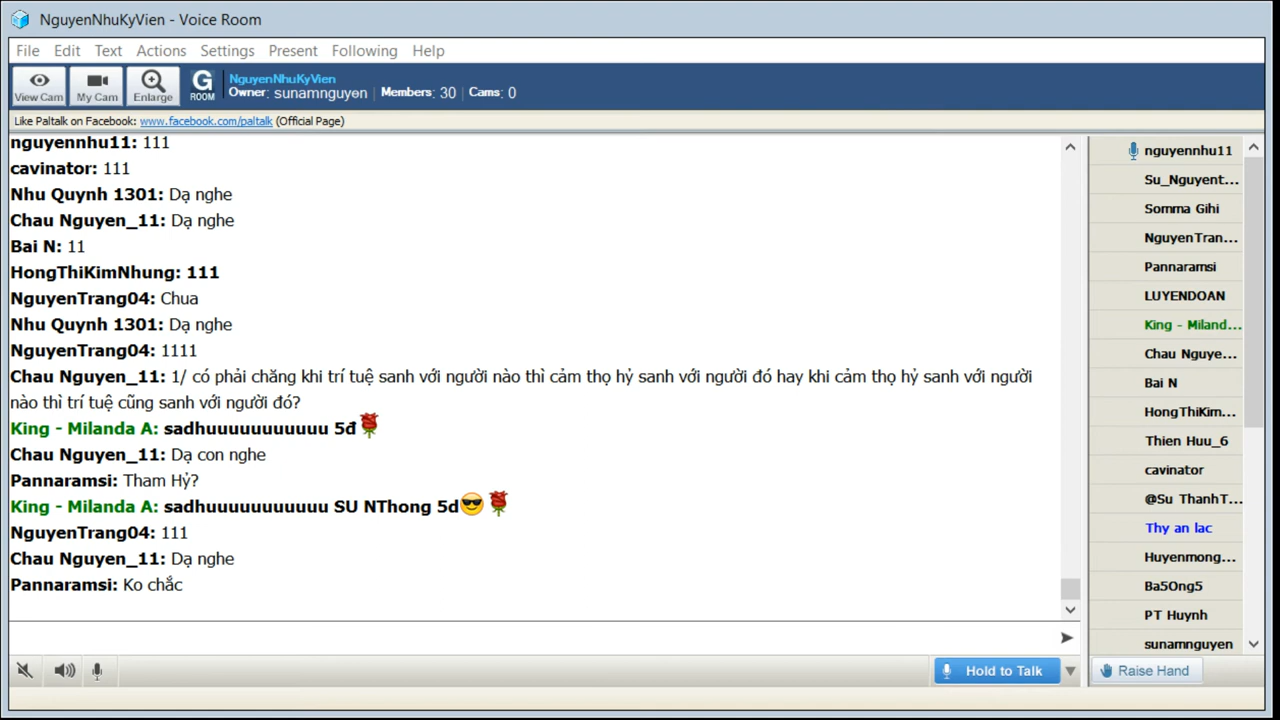 NguyenNhuKyVien - Voice Room
File Edit Text Actions Settings Present Following Help
View Cam My Cam Enlarge G ROOM
NguyenNhuKyVien
Owner: sunamnguyen | Members: 30 | Cams: 0
Like Paltalk on Facebook: www.facebook.com/paltalk (Official Page)
nguyennhu11: 111
cavinator: 111
Nhu Quynh 1301: Dạ nghe
Chau Nguyen_11: Dạ nghe
Bai N: 11
HongThiKimNhung: 111
NguyenTrang04: Chua
Nhu Quynh 1301: Dạ nghe
NguyenTrang04: 1111
Chau Nguyen_11: 1/ có phải chăng khi trí tuệ sanh với người nào thì cảm thọ hỷ sanh với người đó hay khi cảm thọ hỷ sanh với người
nào thì trí tuệ cũng sanh với người đó?
King - Milanda A: sadhuuuuuuuuuuu 5đ
Chau Nguyen_11: Dạ con nghe
Pannaramsi: Tham Hỷ?
King - Milanda A: sadhuuuuuuuuuuu SU NThong 5d
NguyenTrang04: 111
Chau Nguyen_11: Dạ nghe
Pannaramsi: Ko chắc
nguyennhu11
Su_Nguyent...
Somma Gihi
NguyenTran...
Pannaramsi
LUYENDOAN
King - Miland...
Chau Nguye...
Bai N
HongThiKim...
Thien Huu_6
cavinator
@Su ThanhT...
Thy an lac
Huyenmong...
Ba5Ong5
PT Huynh
sunamnguyen
Hold to Talk
Raise Hand